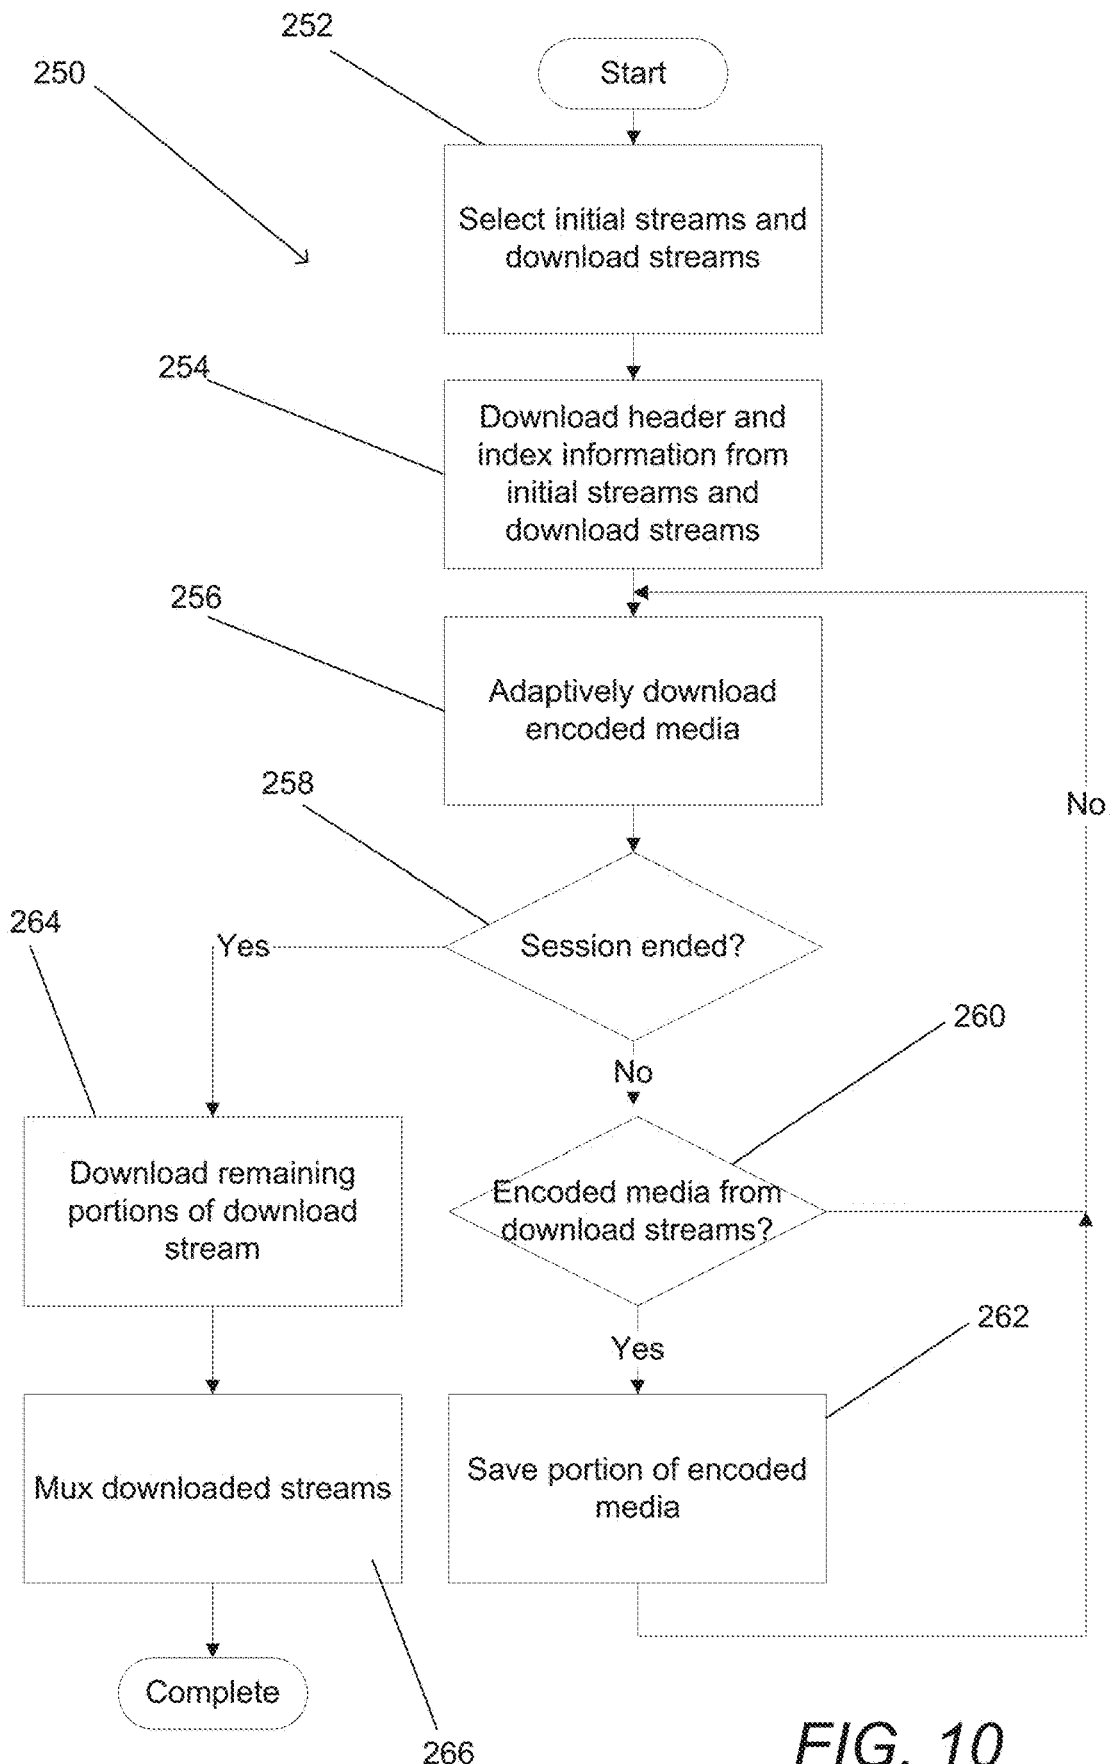 252
Start
250
Select initial streams and
download streams
254
Download header and
index information from
initial streams and
download streams
256
Adaptively download
encoded media
258
No
264
Yes
Session ended?
260
No
Download remaining
portions of download
stream
Encoded media from
download streams?
262
Yes
Mux downloaded streams
Save portion of encoded
media
Complete
266
FIG. 10